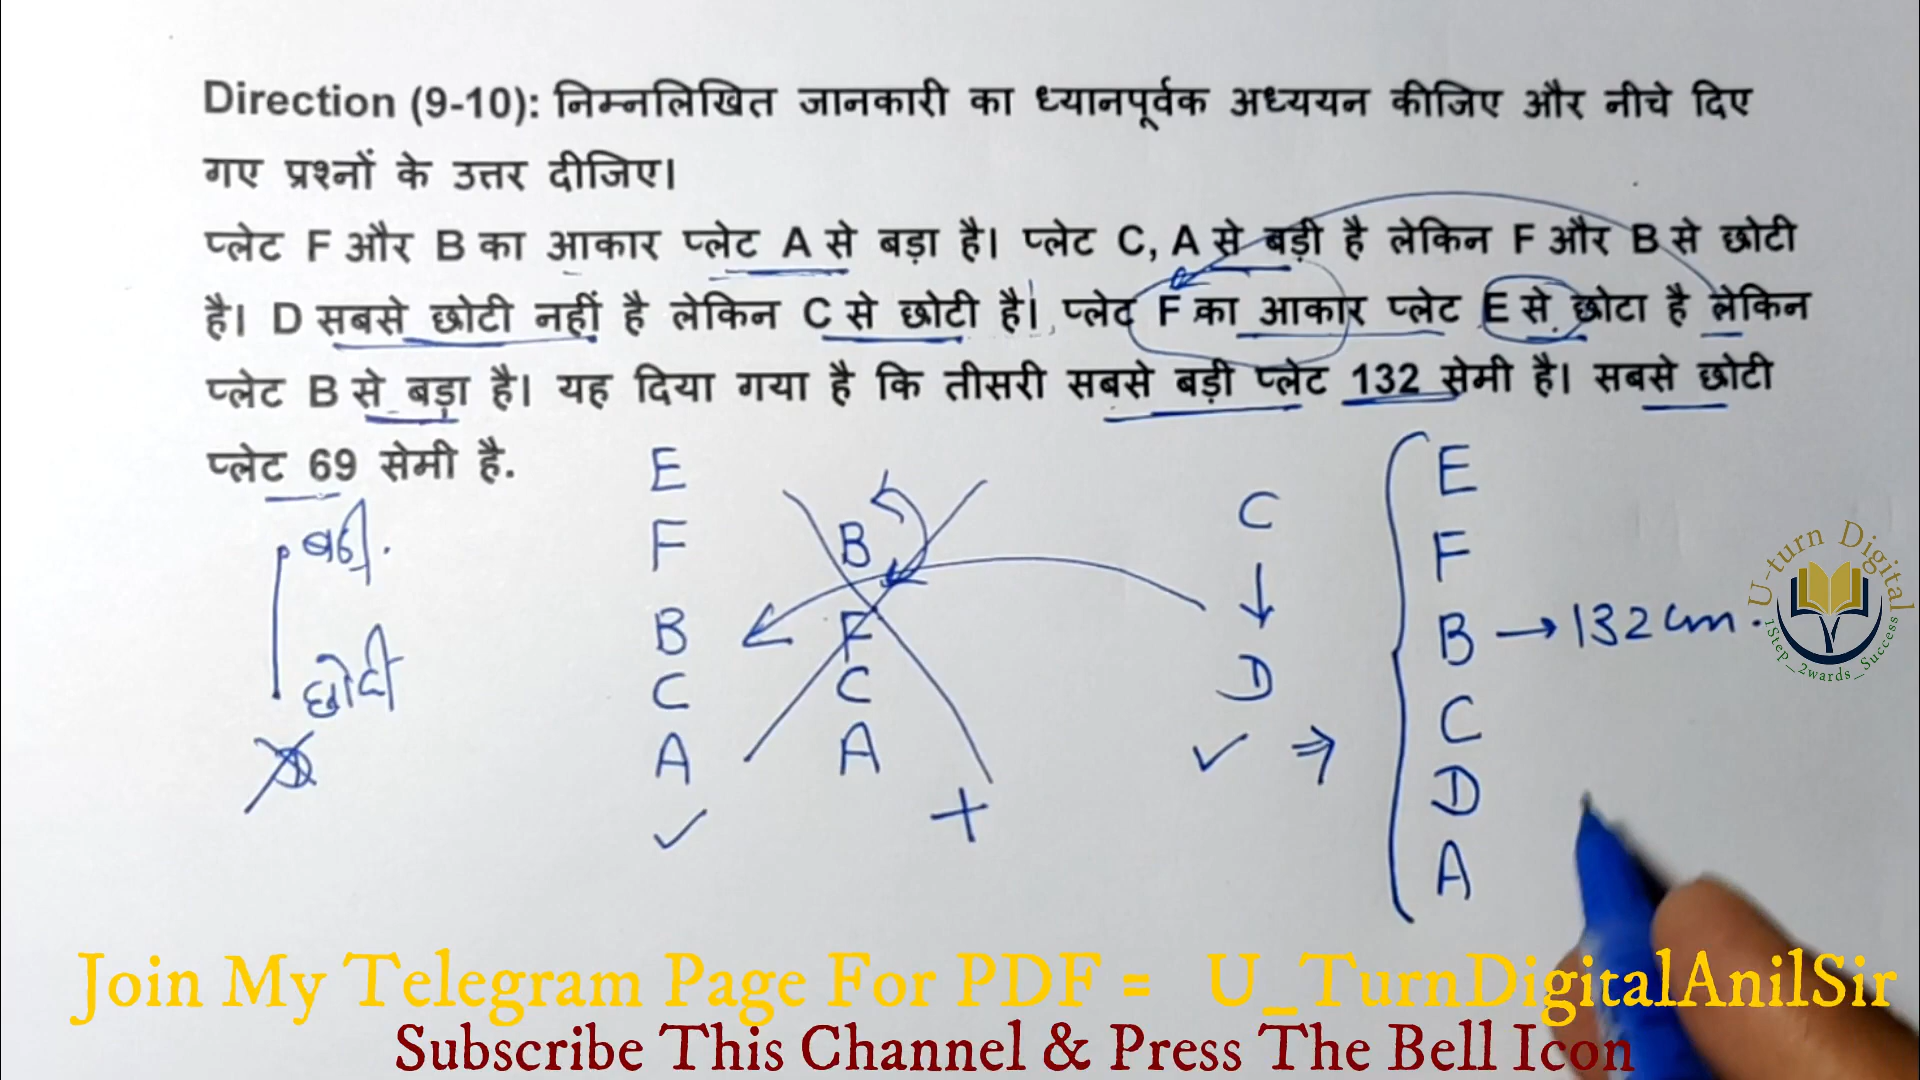 Direction (9-10): निम्नलिखित जानकारी का ध्यानपूर्वक अध्ययन कीजिए और नीचे दिए
गए प्रश्नों के उत्तर दीजिए।
प्लेट F और B का आकार प्लेट A से बड़ा है। प्लेट C, A से बड़ी है लेकिन F और B से छोटी
है। D सबसे छोटी नहीं है लेकिन C से छोटी है। प्लेट F का आकार प्लेट E से छोटा है लेकिन
प्लेट B से बड़ा है। यह दिया गया है कि तीसरी सबसे बड़ी प्लेट 132 सेमी है। सबसे छोटी
प्लेट 69 सेमी है.
बड़ी.
छोटी
E
F
B
C
A
B
F
C
A
C
D
E
F
B → 132 cm.
C
D
A
U-turn Digital
1Step_2wards_Success
Join My Telegram Page For PDF = U_TurnDigitalAnilSir
Subscribe This Channel & Press The Bell Icon